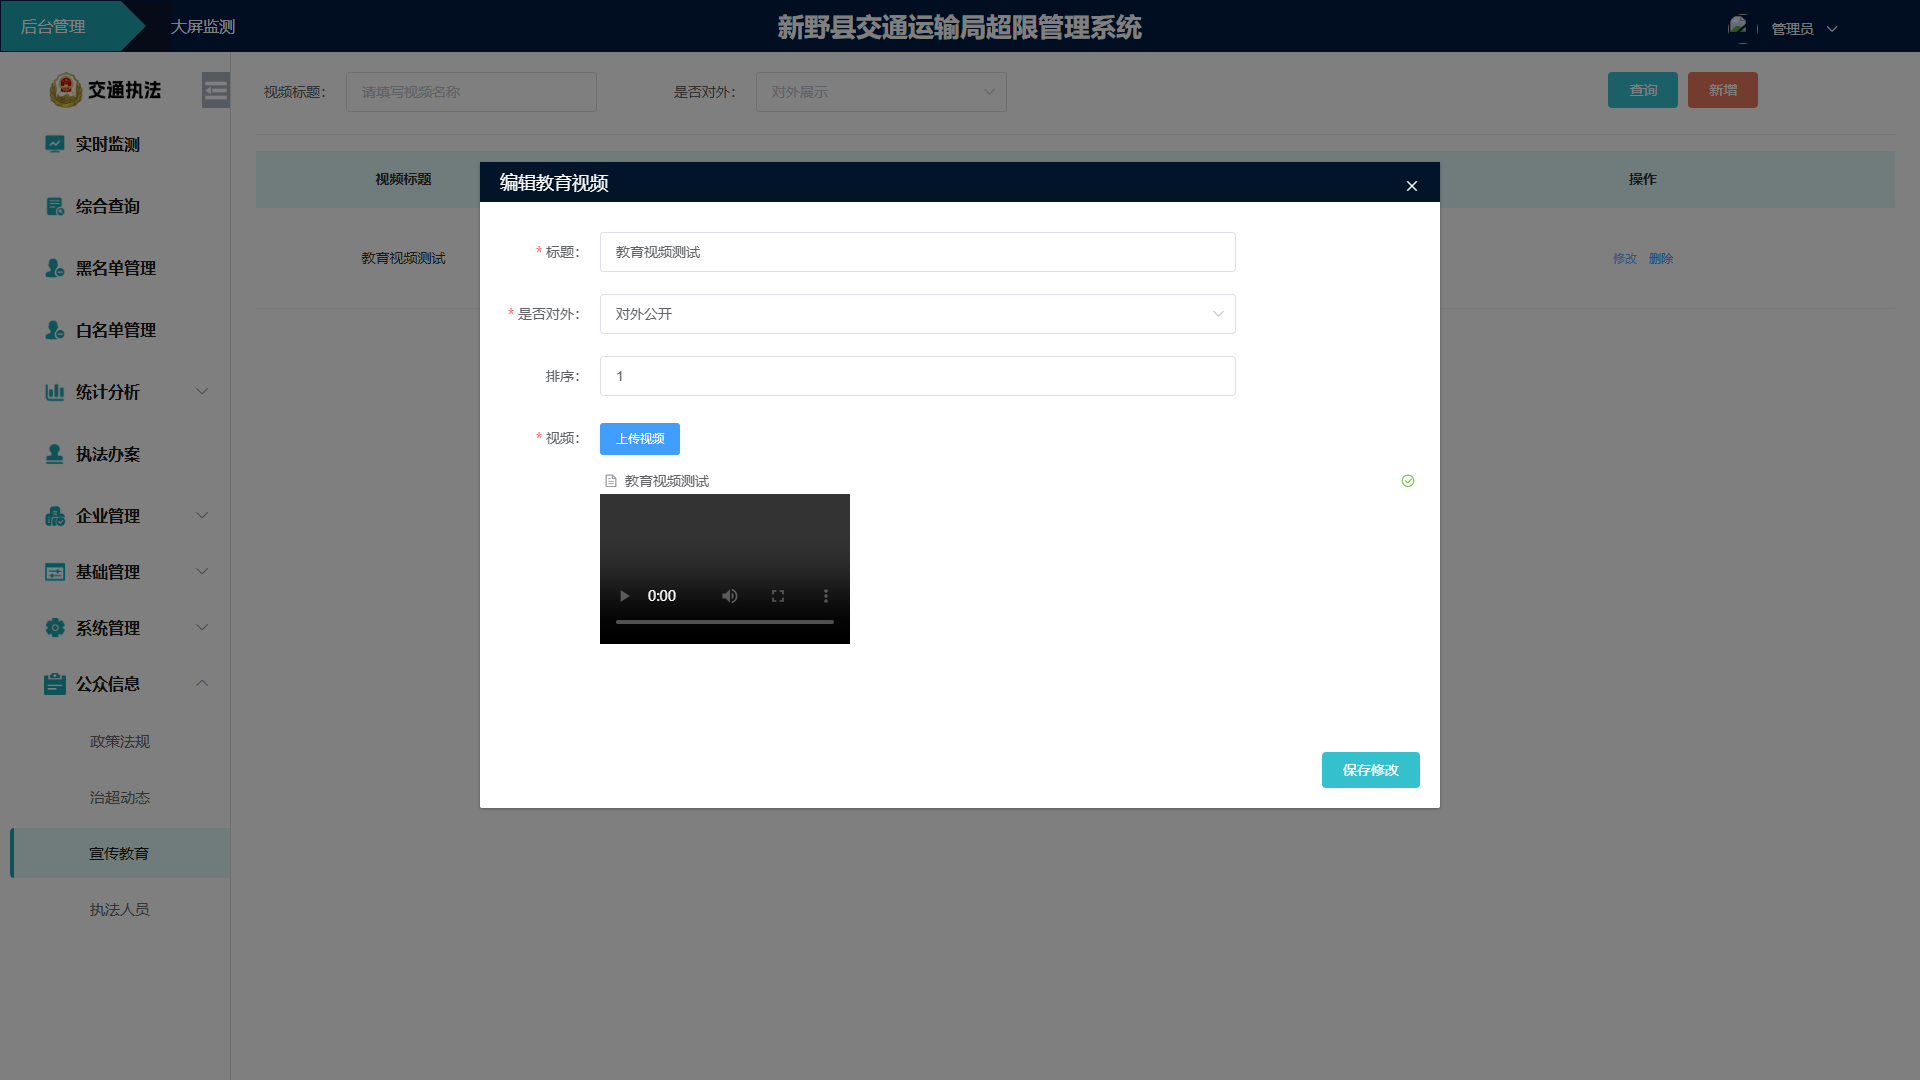 后台管理
大屏监测
新野县交通运输局超限管理系统
管理员
交通执法
视频标题：
请填写视频名称
是否对外：
对外展示
查询
新增
实时监测
综合查询
黑名单管理
白名单管理
统计分析
执法办案
企业管理
基础管理
系统管理
公众信息
政策法规
治超动态
宣传教育
执法人员
视频标题
操作
教育视频测试
修改
删除
编辑教育视频
* 标题：
教育视频测试
* 是否对外：
对外公开
排序：
1
* 视频：
上传视频
教育视频测试
0:00
保存修改